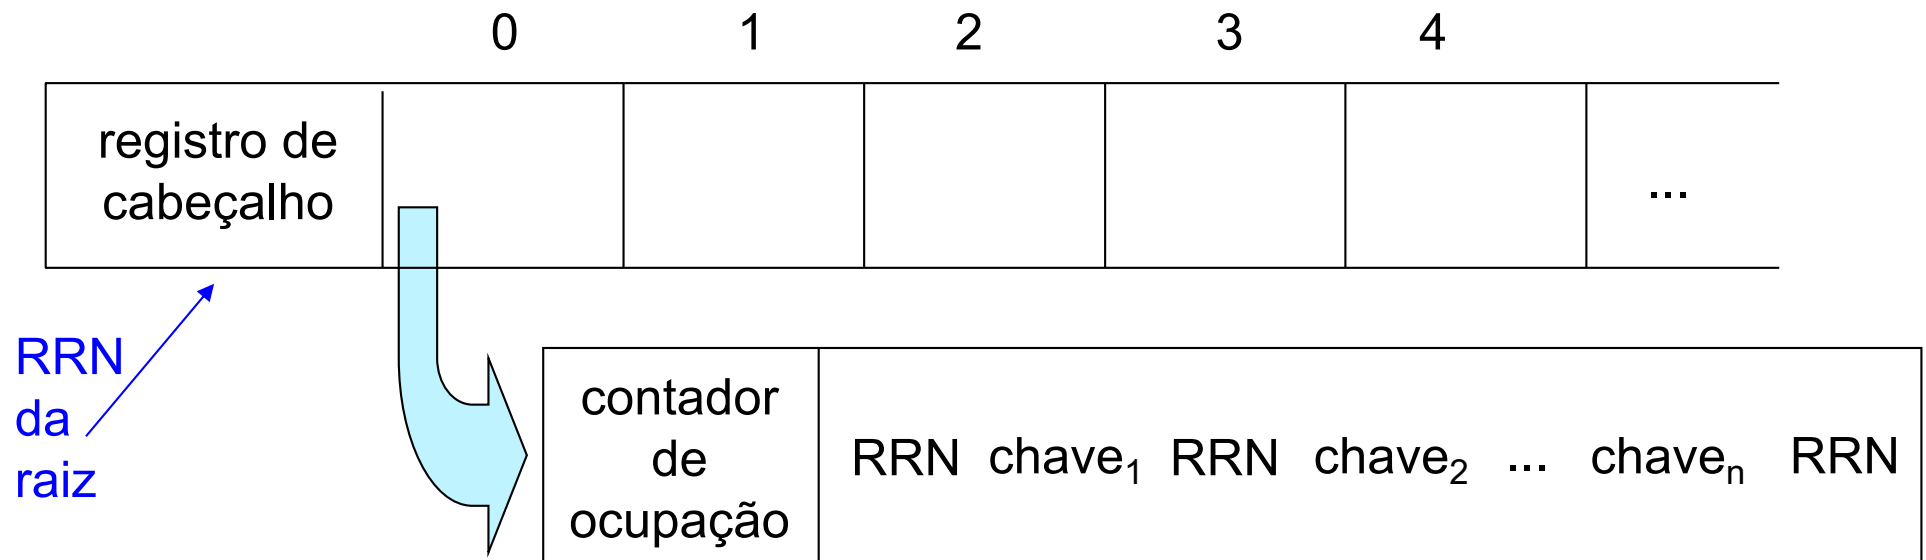 0 1 2 3 4
registro de
cabeçalho
...
RRN
da
raiz
contador
de
ocupação
RRN chave₁ RRN chave₂ ... chaveₙ RRN